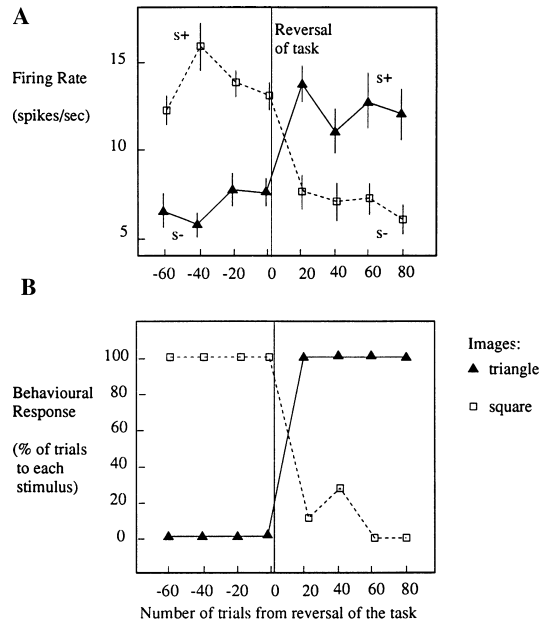 A
s+
Reversal
of task
15
Firing Rate
s+
(spikes/sec)
10
5
s-
s-
-60 -40 -20 0 20 40 60 80
B
Images:
100
triangle
80
Behavioural
Response
square
60
(% of trials
to each
stimulus)
40
20
0
-60 -40 -20 0 20 40 60 80
Number of trials from reversal of the task